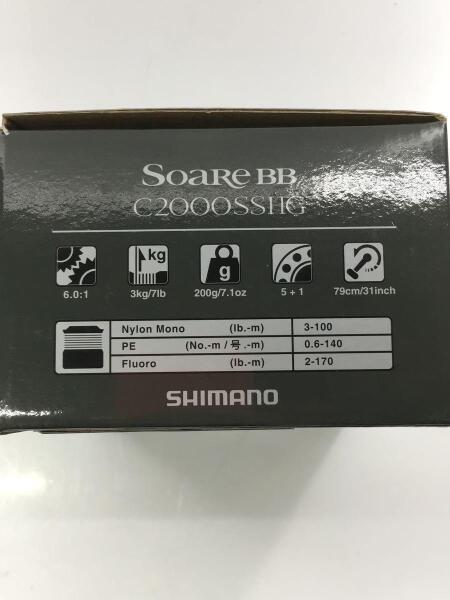 SOARE BB
C2000SSHG
kg
g
6.0:1
3kg/7lb
200g/7.1oz
5 + 1
79cm/31inch
Nylon Mono (lb.-m) 3-100
PE (No.-m / 号.-m) 0.6-140
Fluoro (lb.-m) 2-170
SHIMANO